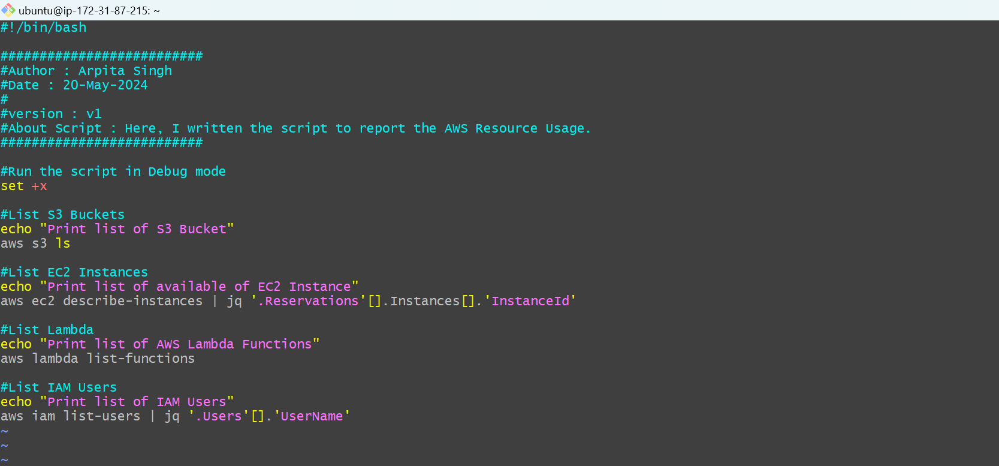 ubuntu@ip-172-31-87-215: ~
#!/bin/bash
##########################
#Author : Arpita Singh
#Date : 20-May-2024
#
#version : v1
#About Script : Here, I written the script to report the AWS Resource Usage.
##########################
#Run the script in Debug mode
set +x
#List S3 Buckets
echo "Print list of S3 Bucket"
aws s3 ls
#List EC2 Instances
echo "Print list of available of EC2 Instance"
aws ec2 describe-instances | jq '.Reservations'[].Instances[].'InstanceId'
#List Lambda
echo "Print list of AWS Lambda Functions"
aws lambda list-functions
#List IAM Users
echo "Print list of IAM Users"
aws iam list-users | jq '.Users'[].'UserName'
~
~
~